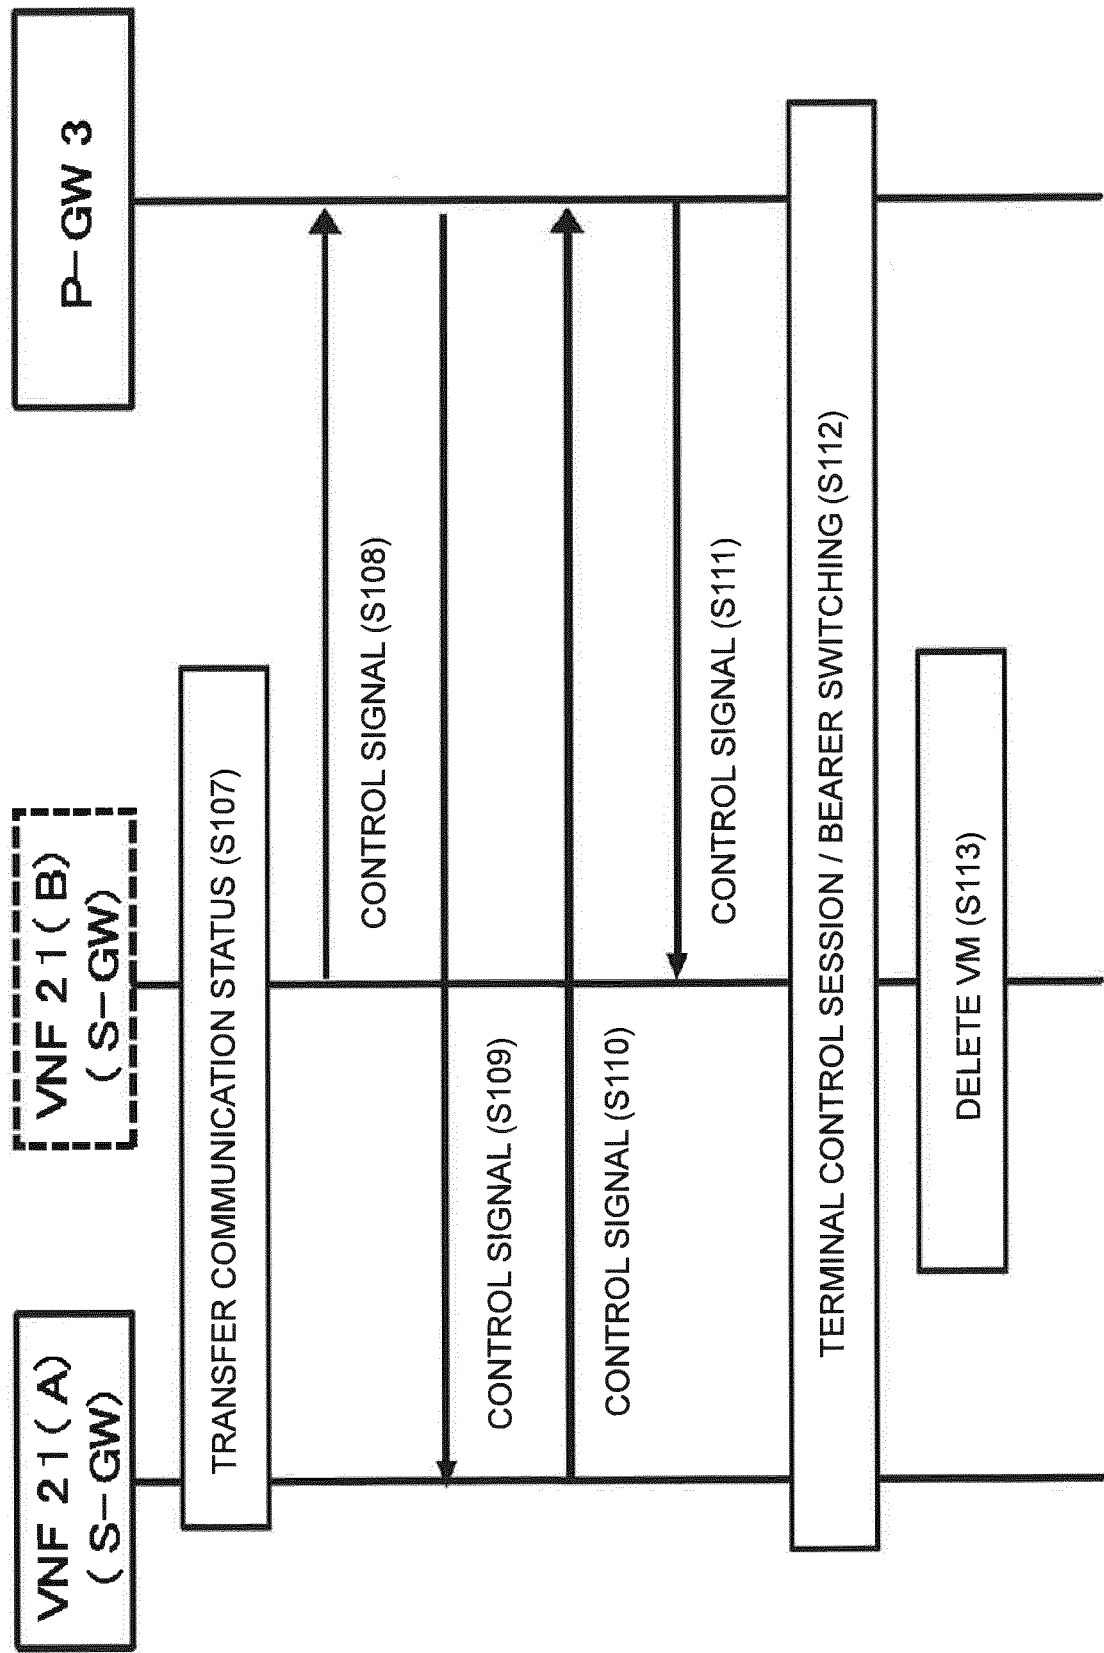 VNF 21(A)
(S-GW)
VNF 21(B)
(S-GW)
P-GW 3
TRANSFER COMMUNICATION STATUS (S107)
CONTROL SIGNAL (S108)
CONTROL SIGNAL (S109)
CONTROL SIGNAL (S110)
CONTROL SIGNAL (S111)
TERMINAL CONTROL SESSION / BEARER SWITCHING (S112)
DELETE VM (S113)